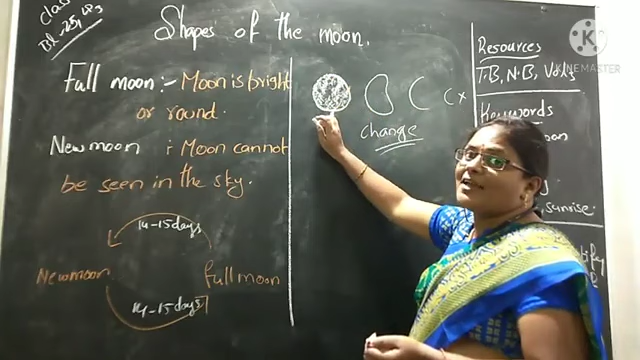 Class
Shapes of the moon.
Full moon :- Moon is bright
or round.
New moon : Moon cannot
be seen in the sky.
14-15 days
New moon
full moon
14-15 days
change
Resources
T.B, N.B,
Keywords
sunrise.
K
KINEMASTER